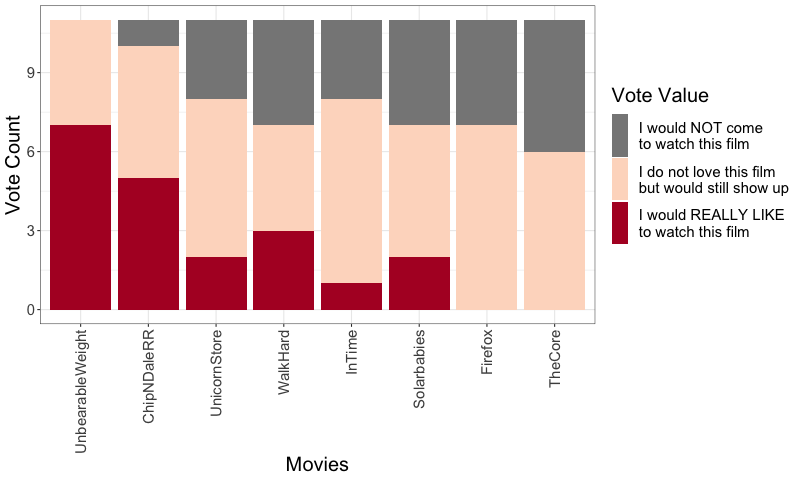 Vote Count
9
6
3
0
UnbearableWeight
ChipNDaleRR
UnicornStore
WalkHard
InTime
Solarbabies
Firefox
TheCore
Movies
Vote Value
I would NOT come
to watch this film
I do not love this film
but would still show up
I would REALLY LIKE
to watch this film